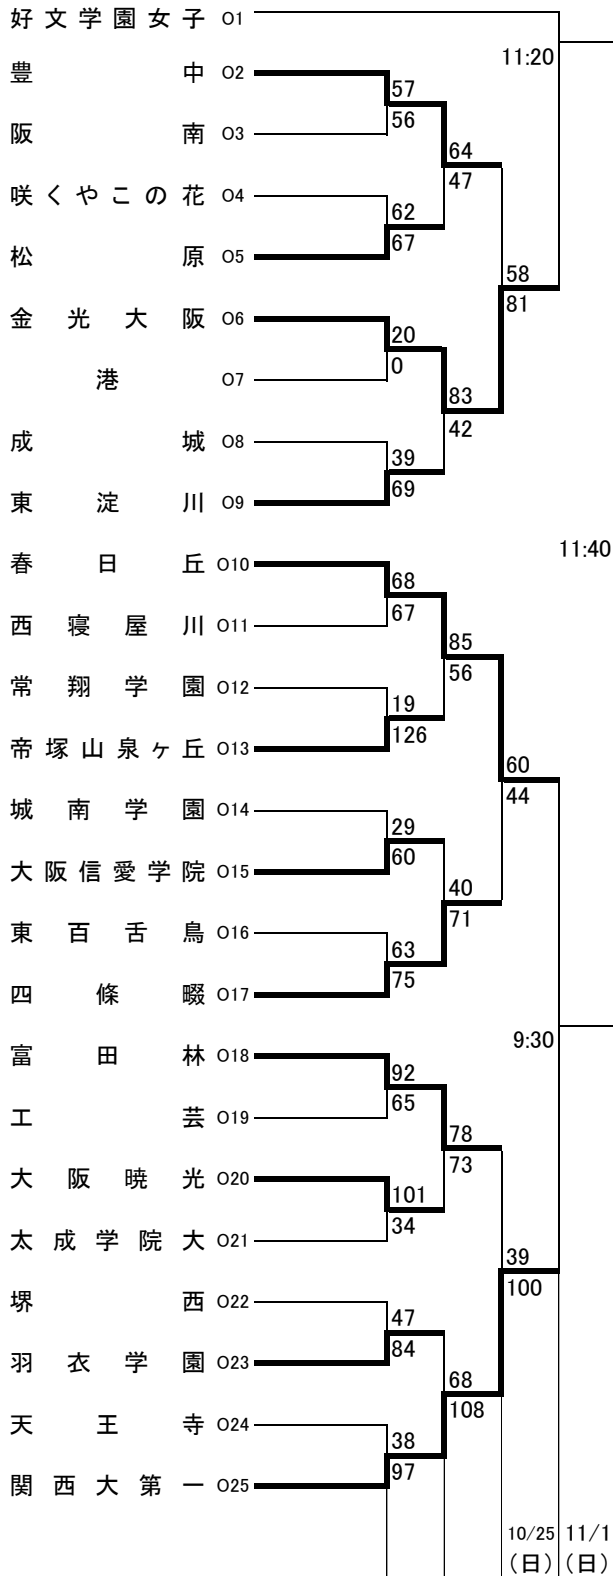 好文学園女子 O1
11:20
豊中 O2
57
56
阪南 O3
64
47
咲くやこの花 O4
62
67
松原 O5
58
81
金光大阪 O6
20
0
港 O7
83
42
成城 O8
39
69
東淀川 O9
11:40
春日丘 O10
68
67
西寝屋川 O11
85
56
常翔学園 O12
19
126
帝塚山泉ヶ丘 O13
60
44
城南学園 O14
29
60
大阪信愛学院 O15
40
71
東百舌鳥 O16
63
75
四條畷 O17
9:30
富田林 O18
92
65
工芸 O19
78
73
大阪暁光 O20
101
34
太成学院大 O21
39
100
堺西 O22
47
84
羽衣学園 O23
68
108
天王寺 O24
38
97
関西大第一 O25
10/25 11/1
(日) (日)